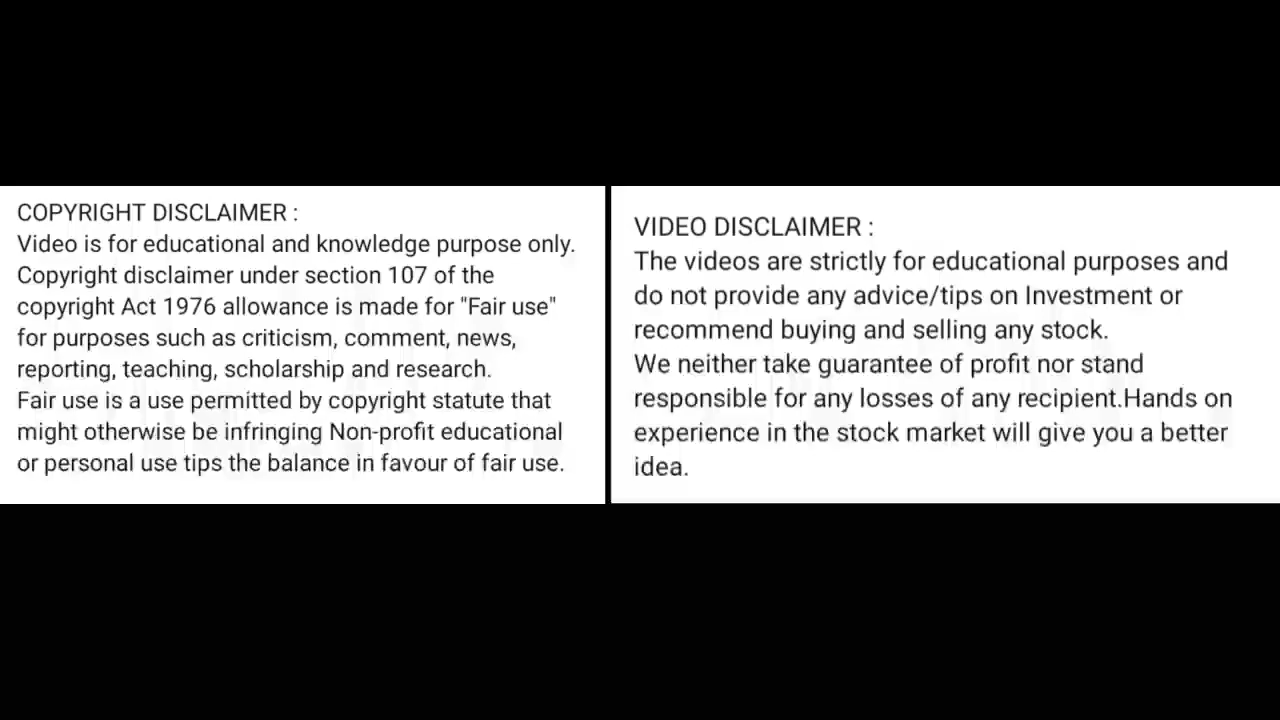 COPYRIGHT DISCLAIMER :
Video is for educational and knowledge purpose only.
Copyright disclaimer under section 107 of the
copyright Act 1976 allowance is made for "Fair use"
for purposes such as criticism, comment, news,
reporting, teaching, scholarship and research.
Fair use is a use permitted by copyright statute that
might otherwise be infringing Non-profit educational
or personal use tips the balance in favour of fair use.
VIDEO DISCLAIMER :
The videos are strictly for educational purposes and
do not provide any advice/tips on Investment or
recommend buying and selling any stock.
We neither take guarantee of profit nor stand
responsible for any losses of any recipient.Hands on
experience in the stock market will give you a better
idea.